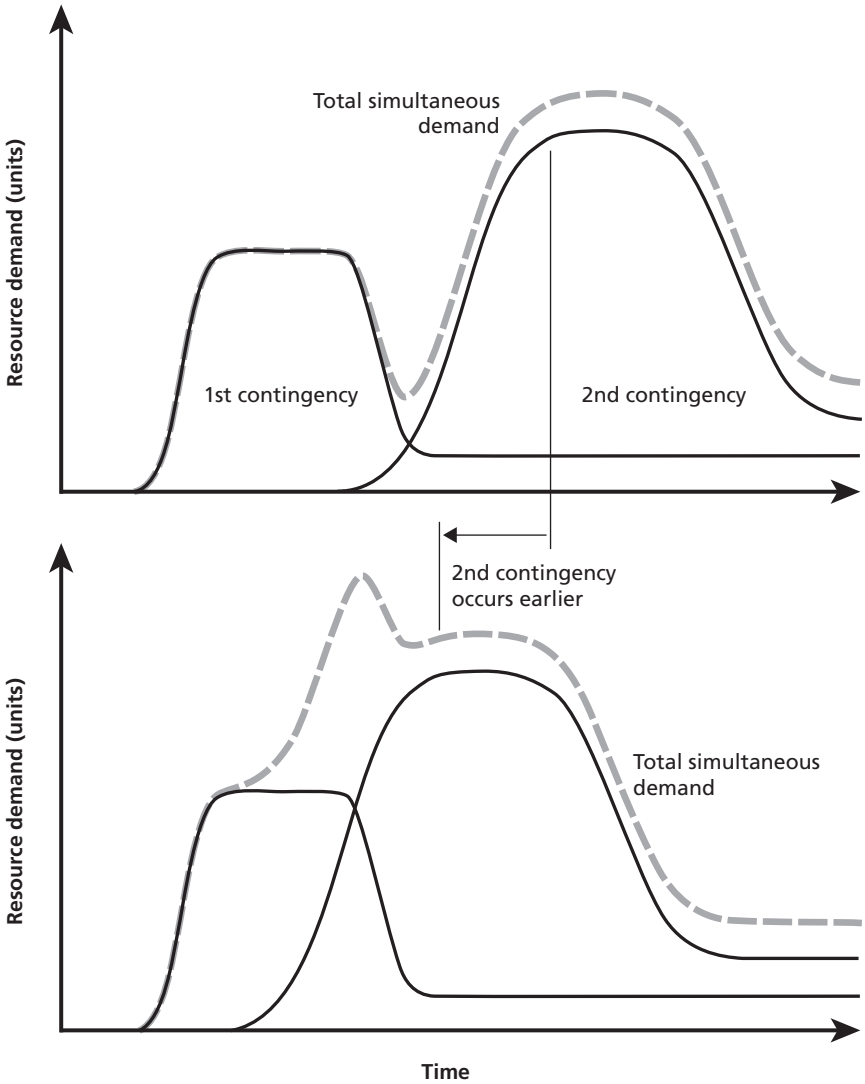 Resource demand (units)
Total simultaneous
demand
1st contingency
2nd contingency
2nd contingency
occurs earlier
Resource demand (units)
Total simultaneous
demand
Time